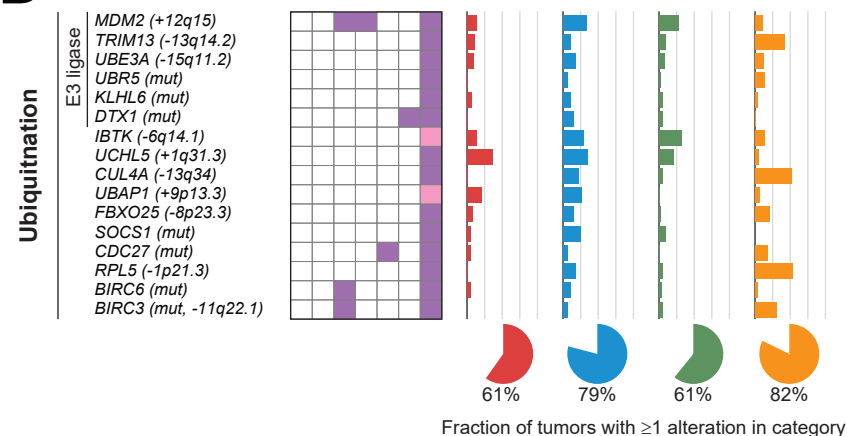 Ubiquitnation
E3 ligase
MDM2 (+12q15)
TRIM13 (-13q14.2)
UBE3A (-15q11.2)
UBR5 (mut)
KLHL6 (mut)
DTX1 (mut)
IBTK (-6q14.1)
UCHL5 (+1q31.3)
CUL4A (-13q34)
UBAP1 (+9p13.3)
FBXO25 (-8p23.3)
SOCS1 (mut)
CDC27 (mut)
RPL5 (-1p21.3)
BIRC6 (mut)
BIRC3 (mut, -11q22.1)
61% 79% 61% 82%
Fraction of tumors with ≥1 alteration in category